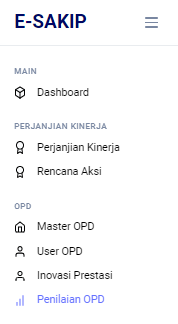 E-SAKIP
MAIN
Dashboard
PERJANJIAN KINERJA
Perjanjian Kinerja
Rencana Aksi
OPD
Master OPD
User OPD
Inovasi Prestasi
Penilaian OPD